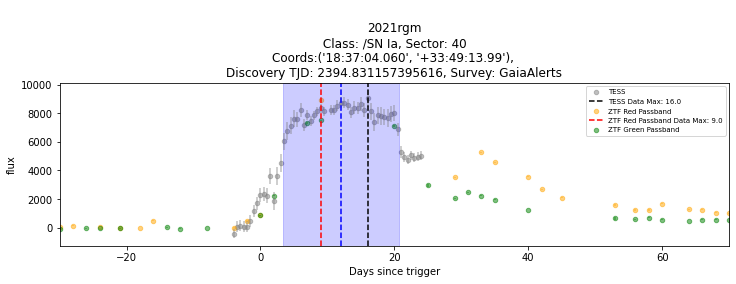 2021rgm
Class: /SN Ia, Sector: 40
Coords:('18:37:04.060', '+33:49:13.99'),
Discovery TJD: 2394.831157395616, Survey: GaiaAlerts
10000
8000
6000
4000
2000
0
flux
−20
0
20
40
60
Days since trigger
TESS
TESS Data Max: 16.0
ZTF Red Passband
ZTF Red Passband Data Max: 9.0
ZTF Green Passband